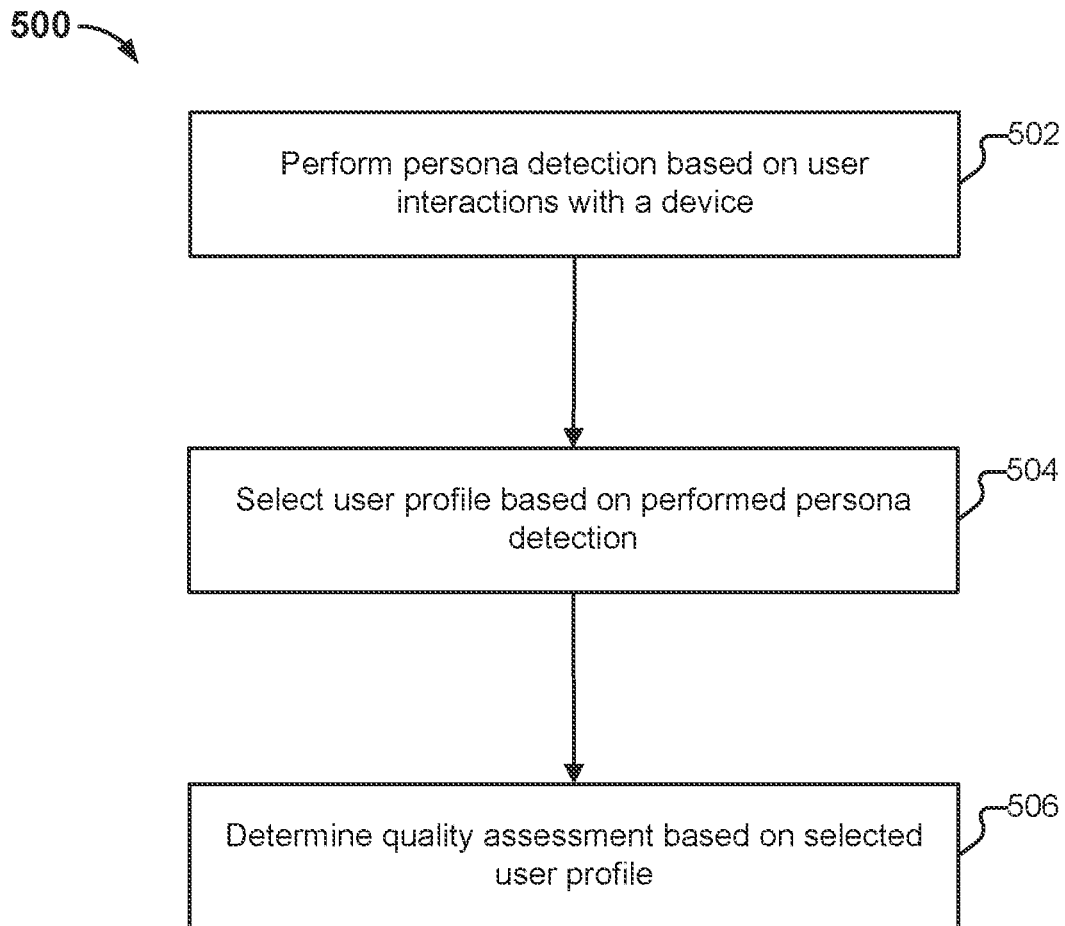 500
Perform persona detection based on user
interactions with a device
502
Select user profile based on performed persona
detection
504
Determine quality assessment based on selected
user profile
506